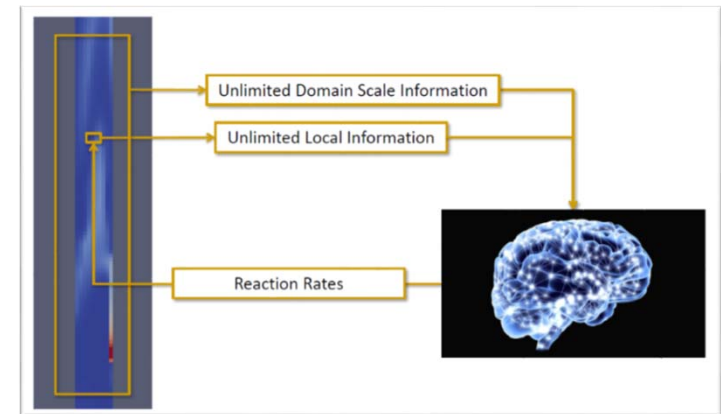 Unlimited Domain Scale Information
Unlimited Local Information
Reaction Rates